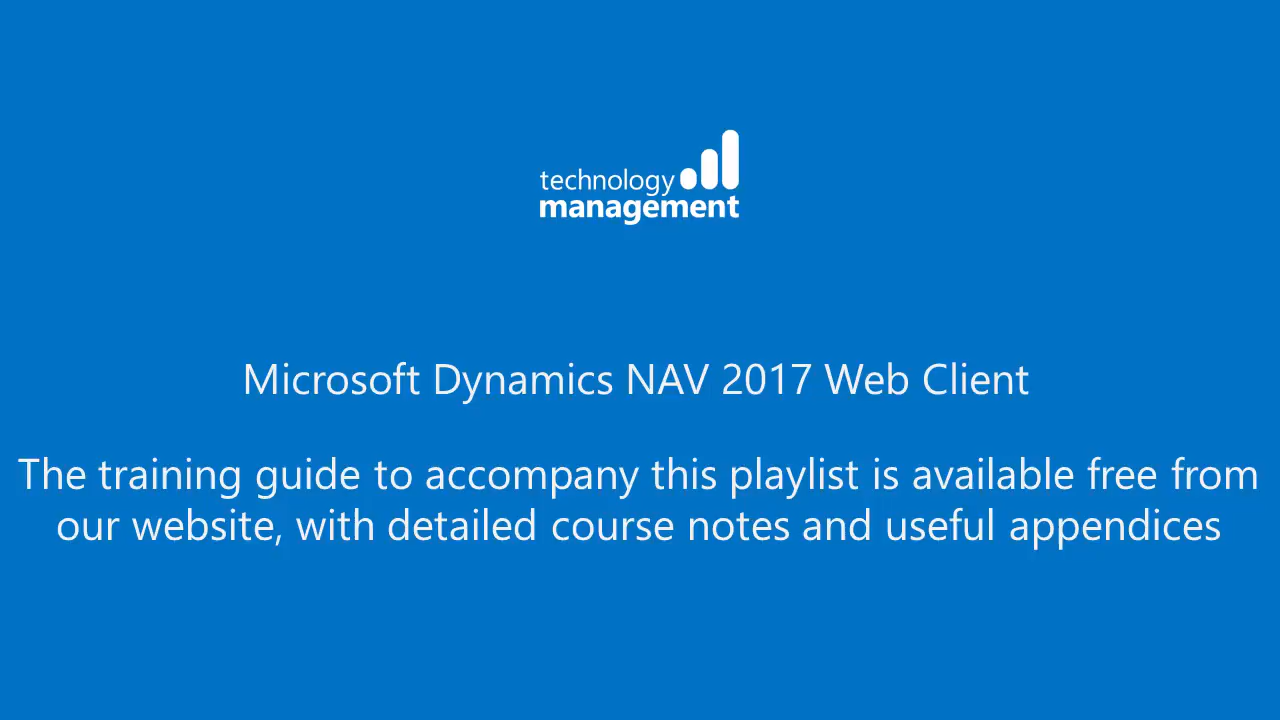 technology
management
Microsoft Dynamics NAV 2017 Web Client
The training guide to accompany this playlist is available free from
our website, with detailed course notes and useful appendices